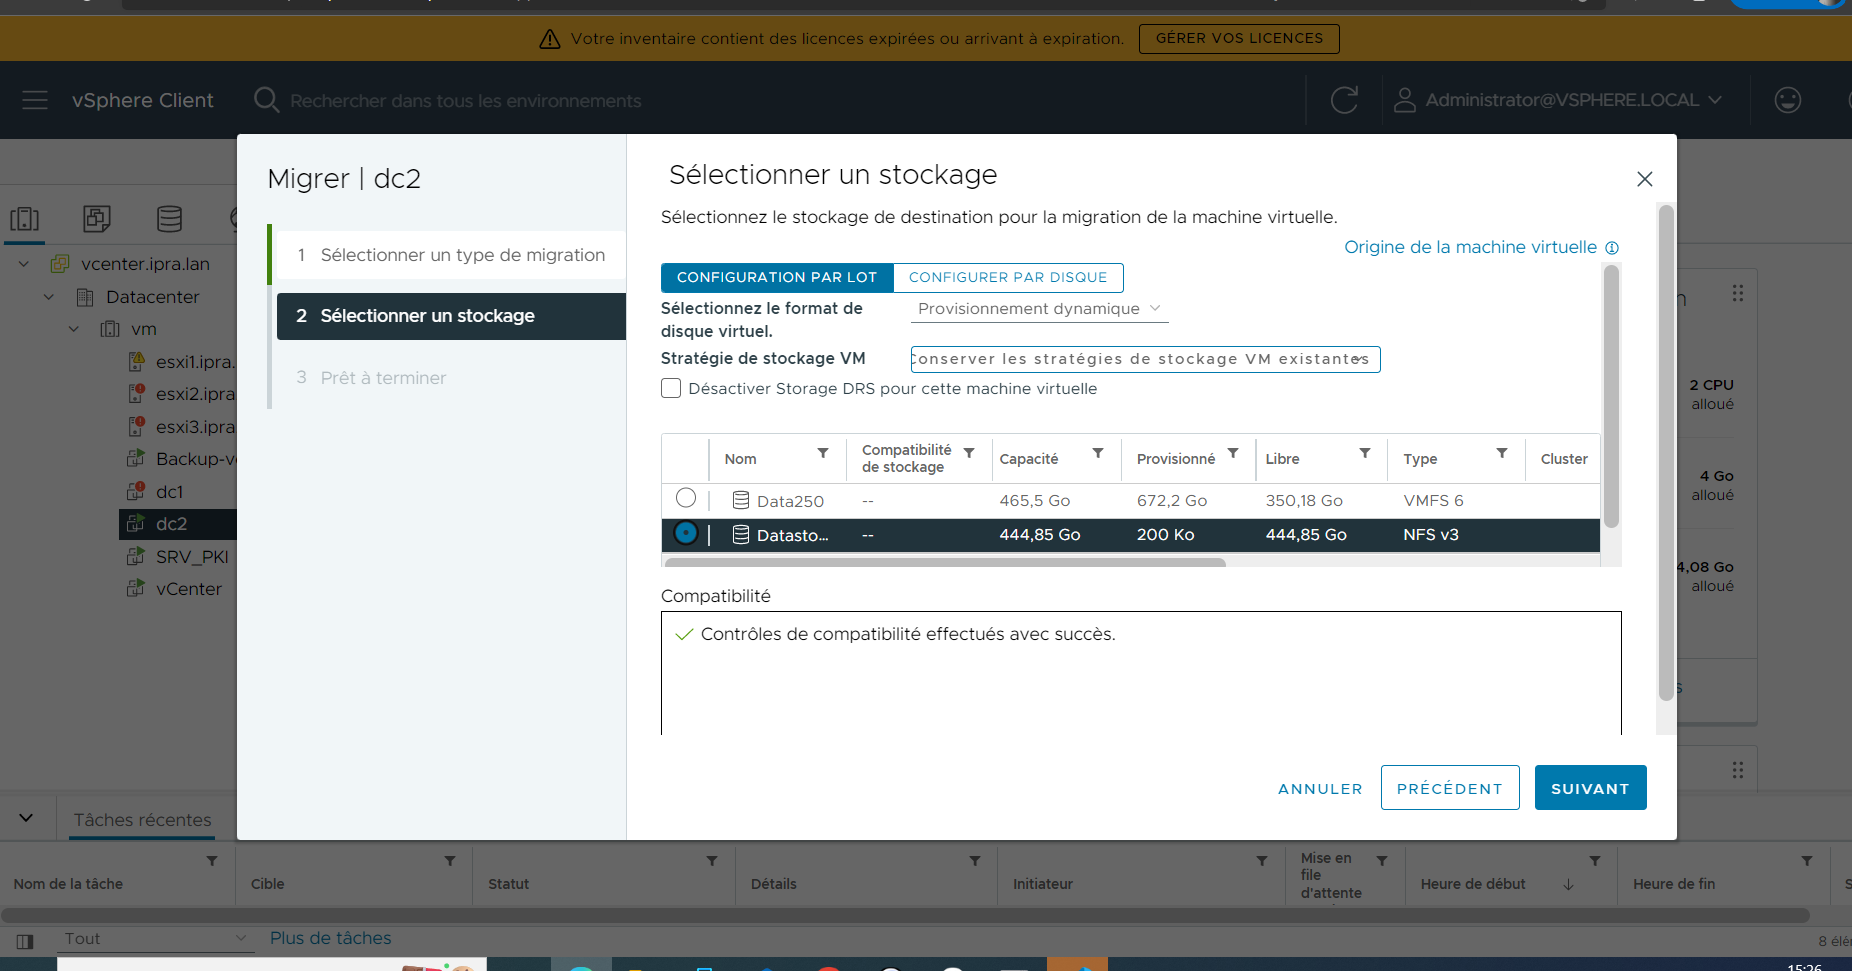 Votre inventaire contient des licences expirées ou arrivant à expiration.
GÉRER VOS LICENCES
vSphere Client
Rechercher dans tous les environnements
Administrator@VSPHERE.LOCAL
Migrer | dc2
1 Sélectionner un type de migration
2 Sélectionner un stockage
3 Prêt à terminer
Sélectionner un stockage
Sélectionnez le stockage de destination pour la migration de la machine virtuelle.
Origine de la machine virtuelle
CONFIGURATION PAR LOT
CONFIGURER PAR DISQUE
Sélectionnez le format de
disque virtuel.
Provisionnement dynamique
Stratégie de stockage VM
Conserver les stratégies de stockage VM existantes
Désactiver Storage DRS pour cette machine virtuelle
Nom
Compatibilité
de stockage
Capacité
Provisionné
Libre
Type
Cluster
Data250 -- 465,5 Go 672,2 Go 350,18 Go VMFS 6
Datasto... -- 444,85 Go 200 Ko 444,85 Go NFS v3
Compatibilité
Contrôles de compatibilité effectués avec succès.
ANNULER
PRÉCÉDENT
SUIVANT
vcenter.ipra.lan
Datacenter
vm
esxi1.ipra.
esxi2.ipra
esxi3.ipra
Backup-v
dc1
dc2
SRV_PKI
vCenter
2 CPU
alloué
4 Go
alloué
4,08 Go
alloué
Tâches récentes
Nom de la tâche
Cible
Statut
Détails
Initiateur
Mise en
file
d'attente
Heure de début
Heure de fin
Tout
Plus de tâches
8 élé
15:26